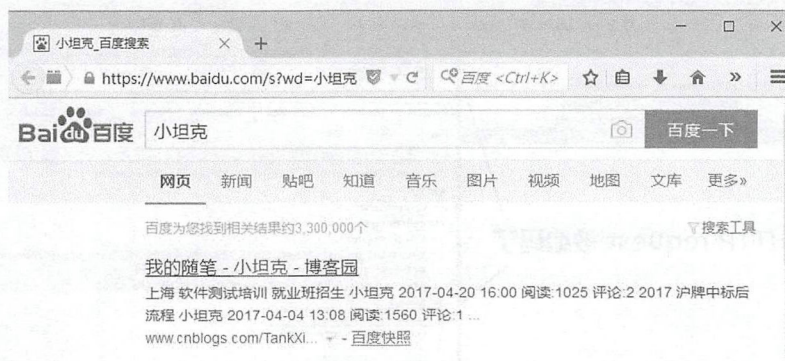 小坦克_百度搜索
https://www.baidu.com/s?wd=小坦克
百度 <Ctrl+K>
Bai du 百度
小坦克
百度一下
网页 新闻 贴吧 知道 音乐 图片 视频 地图 文库 更多»
百度为您找到相关结果约3,300,000个
搜索工具
我的随笔 - 小坦克 - 博客园
上海 软件测试培训 就业班招生 小坦克 2017-04-20 16:00 阅读:1025 评论:2 2017 沪牌中标后
流程 小坦克 2017-04-04 13:08 阅读:1560 评论:1 ...
www.cnblogs.com/TankXi... - 百度快照